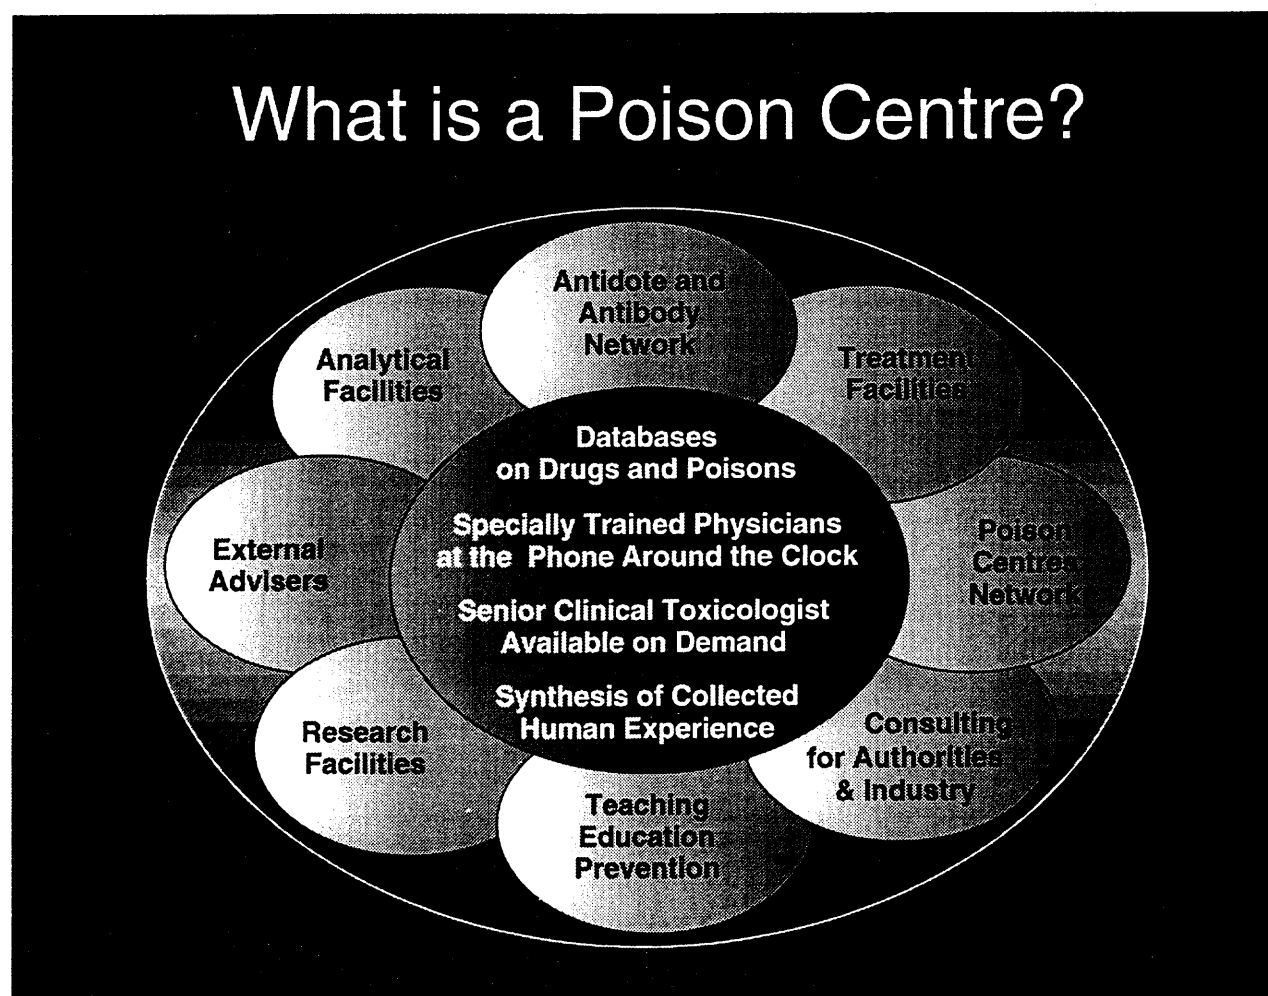 What is a Poison Centre?
Antidote and
Antibody
Network
Analytical
Facilities
Treatment
Facilities
Databases
on Drugs and Poisons
Specially Trained Physicians
at the Phone Around the Clock
Senior Clinical Toxicologist
Available on Demand
Synthesis of Collected
Human Experience
External
Advisers
Poison
Centres
Network
Research
Facilities
Consulting
for Authorities
& Industry
Teaching
Education
Prevention